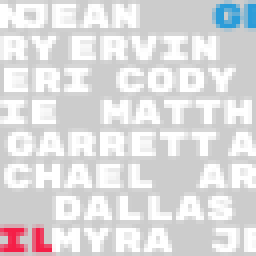 NJEAN
RY ERVIN
ERI CODY
IE MATTH
GARRETT A
CHAEL AR
DALLAS
ILMYRA JE